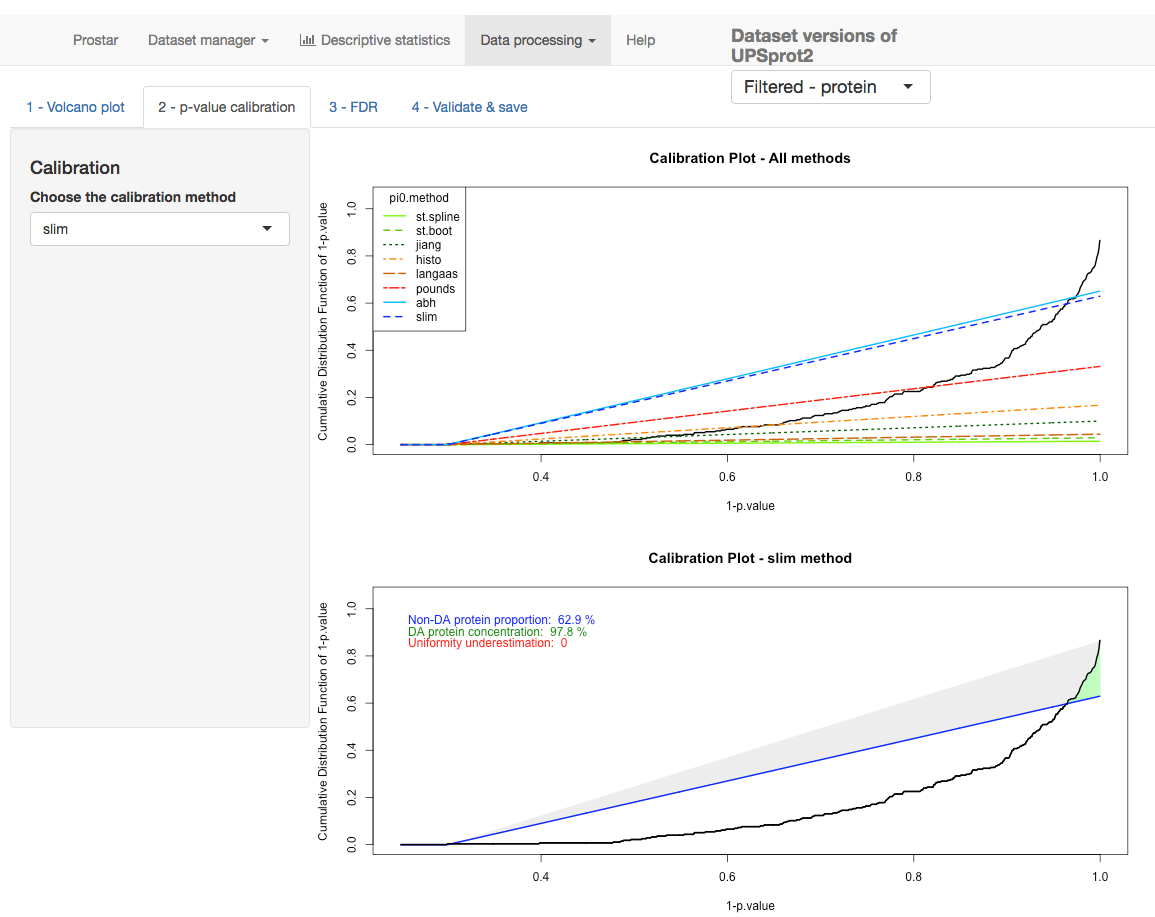 Prostar Dataset manager Descriptive statistics Data processing Help
Dataset versions of
UPSprot2
Filtered - protein
1 - Volcano plot 2 - p-value calibration 3 - FDR 4 - Validate & save
Calibration
Choose the calibration method
slim
Calibration Plot - All methods
pi0.method
st.spline
st.boot
jiang
histo
langaas
pounds
abh
slim
Cumulative Distribution Function of 1-p.value
1.0
0.8
0.6
0.4
0.2
0.0
0.4 0.6 0.8 1.0
1-p.value
Calibration Plot - slim method
Non-DA protein proportion: 62.9 %
DA protein concentration: 97.8 %
Uniformity underestimation: 0
Cumulative Distribution Function of 1-p.value
1.0
0.8
0.6
0.4
0.2
0.0
0.4 0.6 0.8 1.0
1-p.value